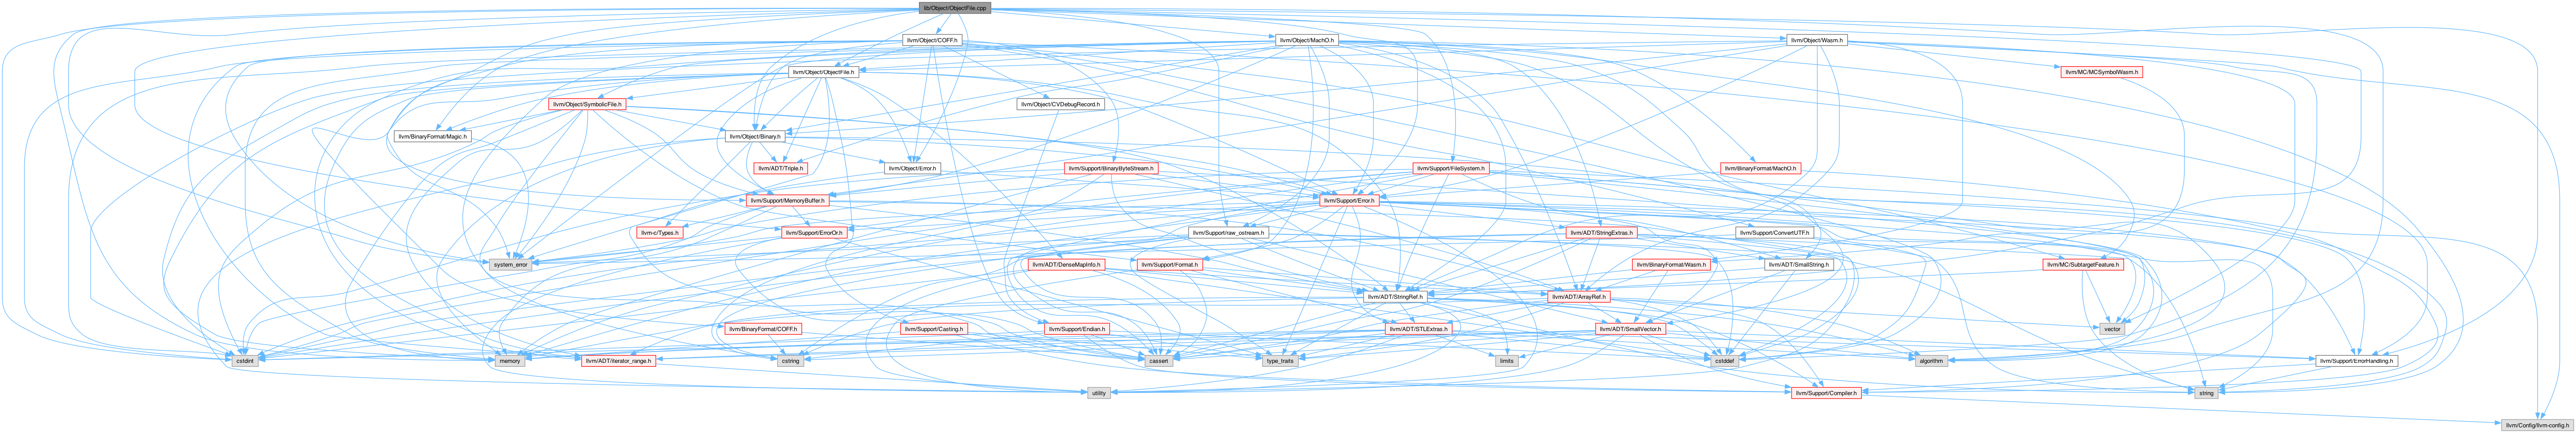 lib/Object/ObjectFile.cpp
llvm/Object/COFF.h
llvm/Object/MachO.h
llvm/Object/Wasm.h
llvm/Object/ObjectFile.h
llvm/MC/MCSymbolWasm.h
llvm/Object/SymbolicFile.h
llvm/Object/CVDebugRecord.h
llvm/BinaryFormat/Magic.h
llvm/Object/Binary.h
llvm/ADT/Triple.h
llvm/Object/Error.h
llvm/Support/BinaryByteStream.h
llvm/Support/FileSystem.h
llvm/BinaryFormat/MachO.h
llvm/Support/MemoryBuffer.h
llvm/Support/Error.h
llvm-c/Types.h
llvm/Support/ErrorOr.h
llvm/Support/raw_ostream.h
llvm/ADT/StringExtras.h
llvm/Support/ConvertUTF.h
system_error
llvm/ADT/DenseMapInfo.h
llvm/Support/Format.h
llvm/BinaryFormat/Wasm.h
llvm/ADT/SmallString.h
llvm/MC/SubtargetFeature.h
llvm/ADT/StringRef.h
llvm/ADT/ArrayRef.h
llvm/BinaryFormat/COFF.h
llvm/Support/Casting.h
llvm/Support/Endian.h
llvm/ADT/STLExtras.h
llvm/ADT/SmallVector.h
vector
cstdint
memory
llvm/ADT/iterator_range.h
cstring
cassert
type_traits
limits
cstddef
algorithm
llvm/Support/ErrorHandling.h
utility
llvm/Support/Compiler.h
string
llvm/Config/llvm-config.h